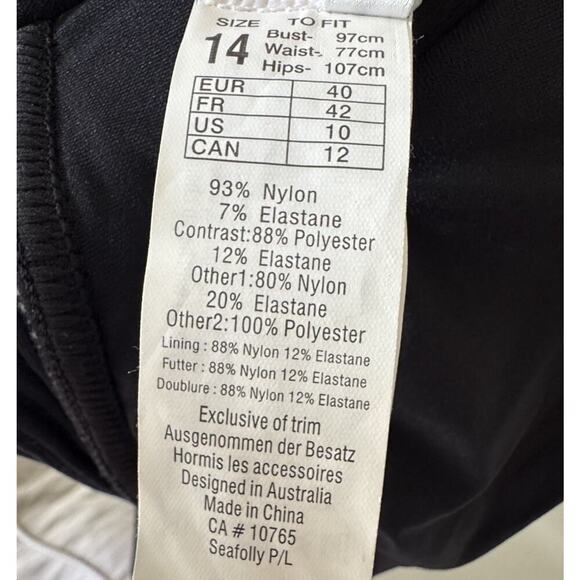 SIZE TO FIT
14 Bust- 97cm
Waist- 77cm
Hips- 107cm
EUR 40
FR 42
US 10
CAN 12
93% Nylon
7% Elastane
Contrast:88% Polyester
12% Elastane
Other1:80% Nylon
20% Elastane
Other2:100% Polyester
Lining : 88% Nylon 12% Elastane
Futter : 88% Nylon 12% Elastane
Doublure : 88% Nylon 12% Elastane
Exclusive of trim
Ausgenommen der Besatz
Hormis les accessoires
Designed in Australia
Made in China
CA # 10765
Seafolly P/L